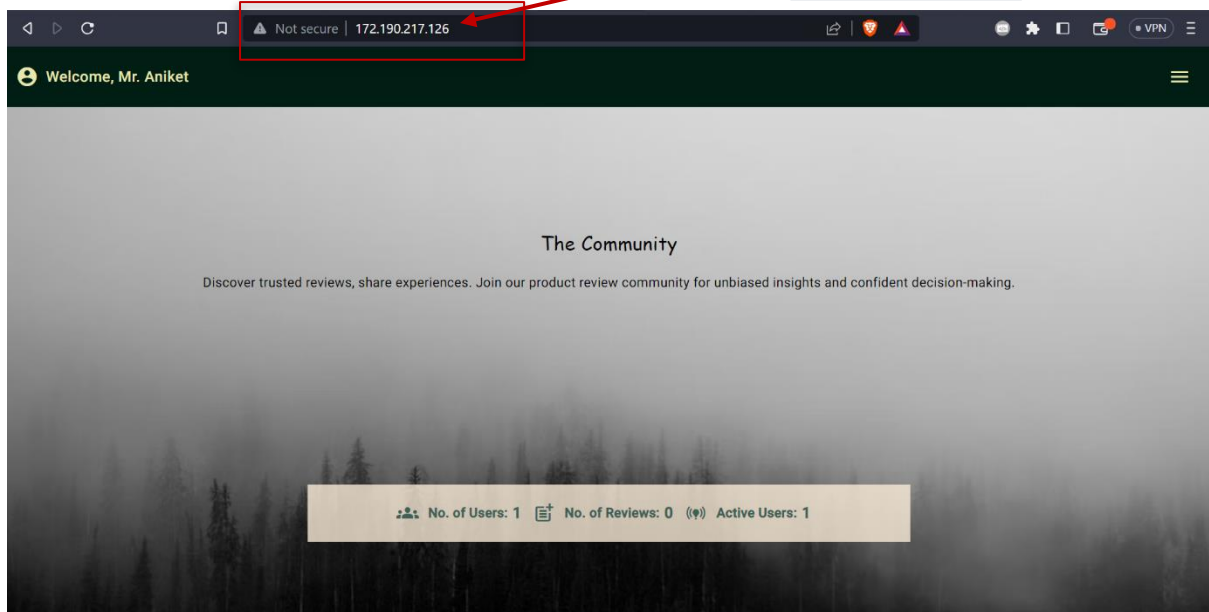 Not secure | 172.190.217.126
VPN
Welcome, Mr. Aniket
The Community
Discover trusted reviews, share experiences. Join our product review community for unbiased insights and confident decision-making.
No. of Users: 1 No. of Reviews: 0 Active Users: 1